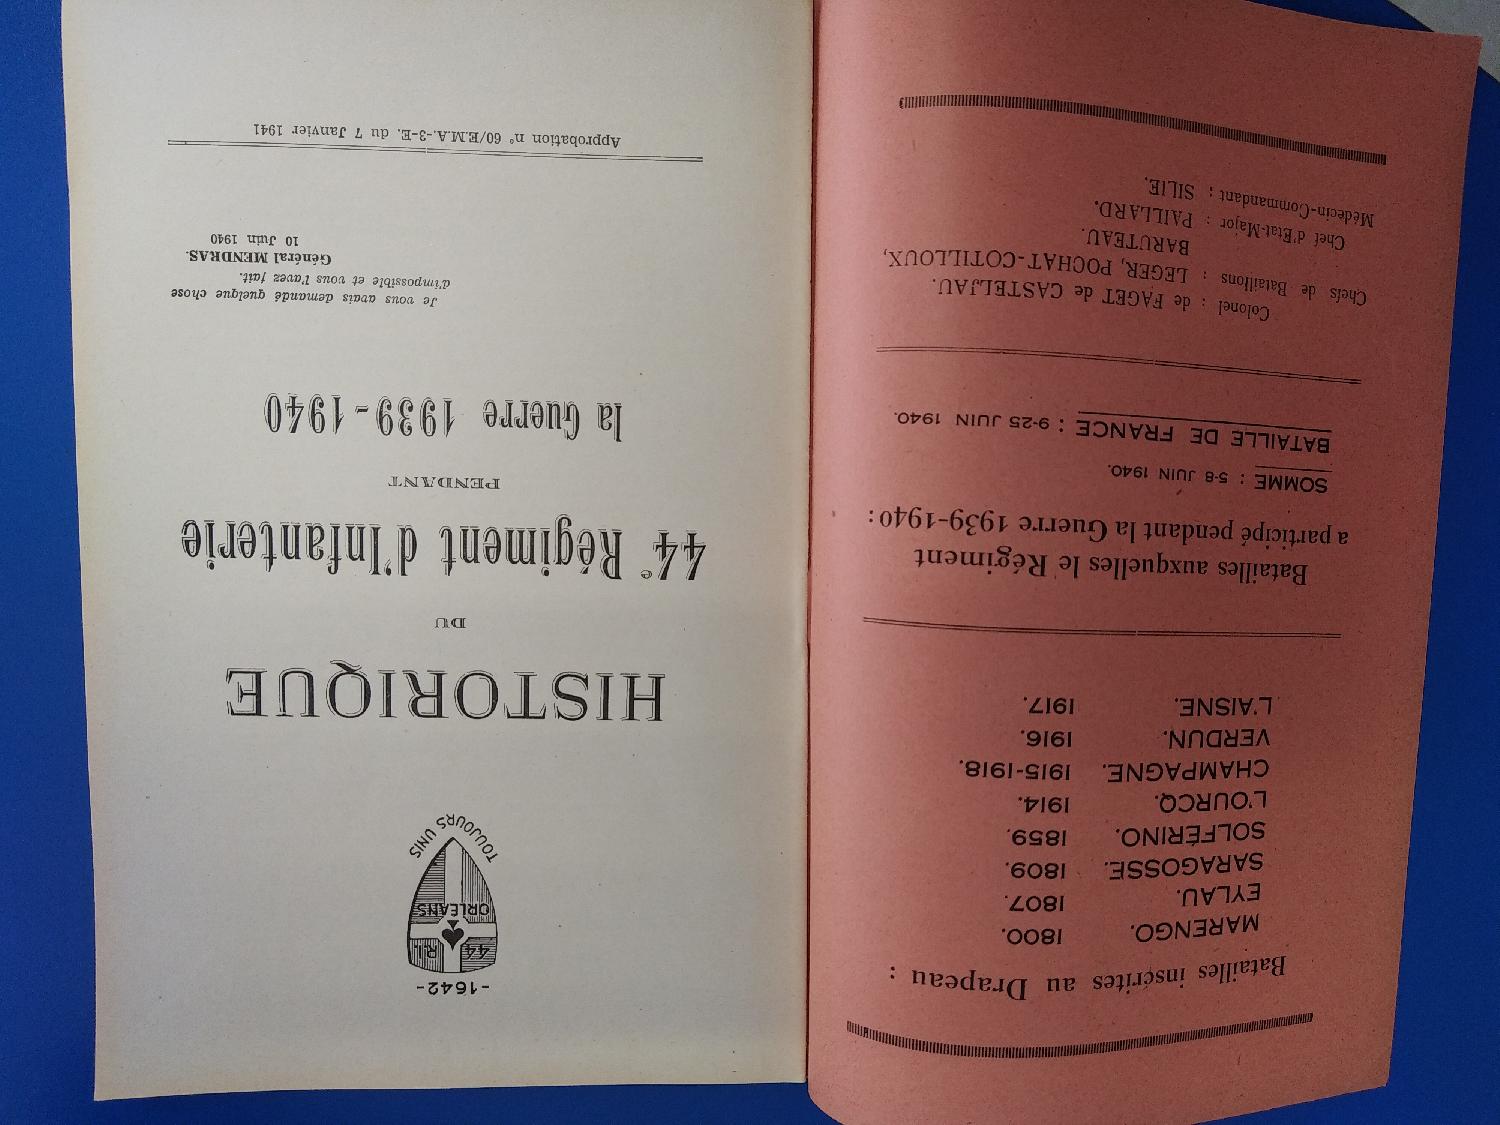 Batailles inscrites au Drapeau :
MARENGO. 1800.
EYLAU. 1807.
SARAGOSSE. 1809.
SOLFÉRINO. 1859.
L'OURCQ. 1914.
CHAMPAGNE. 1915-1918.
VERDUN. 1916.
L'AISNE. 1917.
Batailles auxquelles le Régiment
a participé pendant la Guerre 1939-1940 :
SOMME : 5-8 JUIN 1940.
BATAILLE DE FRANCE : 9-25 JUIN 1940.
Colonel : de FAGET de CASTELJAU.
Chefs de Bataillons : LEGER, POCHAT-COTILLOUX,
BARUTEAU.
Chef d'Etat-Major : PAILLARD.
Médecin-Commandant : SILIE.
-1642-
44 R.I.
ORLEANS
TOUJOURS UNIS
HISTORIQUE
DU
44e Régiment d'Infanterie
PENDANT
la Guerre 1939-1940
Je vous avais demandé quelque chose
d'impossible et vous l'avez fait.
Général MENDRAS.
10 Juin 1940
Approbation n° 60/E.M.A.-3-E. du 7 Janvier 1941